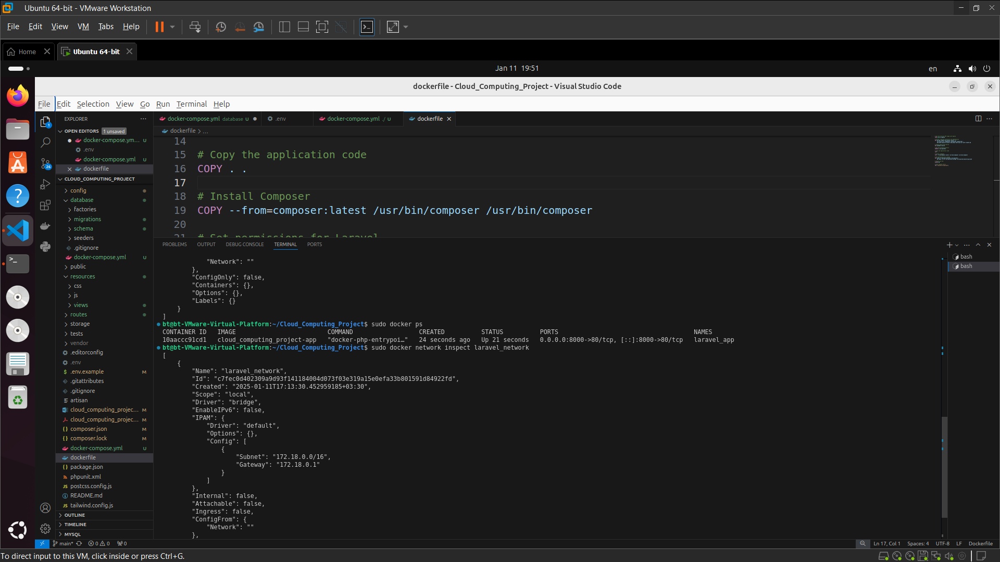 Ubuntu 64-bit - VMware Workstation
File Edit View VM Tabs Help
Home
Ubuntu 64-bit
Jan 11 19:51
en
dockerfile - Cloud_Computing_Project - Visual Studio Code
File Edit Selection View Go Run Terminal Help
EXPLORER
OPEN EDITORS 1 unsaved
docker-compose.ym... U
.env
docker-compose.yml U
dockerfile
CLOUD_COMPUTING_PROJECT
config
database
factories
migrations
schema
seeders
.gitignore
docker-compose.yml U
public
resources
css
js
views
routes
storage
tests
vendor
.editorconfig
.env
.env.example M
.gitattributes
.gitignore
artisan
cloud_computing_projec... M
cloud_computing_projec... M
composer.json M
composer.lock M
docker-compose.yml U
dockerfile
package.json
phpunit.xml
postcss.config.js
README.md
tailwind.config.js
OUTLINE
TIMELINE
MYSQL
1
26
docker-compose.yml database U
.env
docker-compose.yml ./ U
dockerfile
dockerfile > ...
14
15 # Copy the application code
16 COPY . .
17
18 # Install Composer
19 COPY --from=composer:latest /usr/bin/composer /usr/bin/composer
20
21 # Set permissions for Laravel
PROBLEMS OUTPUT DEBUG CONSOLE TERMINAL PORTS
bash
bash
"Network": ""
},
"ConfigOnly": false,
"Containers": {},
"Options": {},
"Labels": {}
}
]
bt@bt-VMware-Virtual-Platform:~/Cloud_Computing_Project$ sudo docker ps
CONTAINER ID IMAGE COMMAND CREATED STATUS PORTS NAMES
10aaccc91cd1 cloud_computing_project-app "docker-php-entrypoi…" 24 seconds ago Up 21 seconds 0.0.0.0:8000->80/tcp, [::]:8000->80/tcp laravel_app
bt@bt-VMware-Virtual-Platform:~/Cloud_Computing_Project$ sudo docker network inspect laravel_network
[
{
"Name": "laravel_network",
"Id": "c7fec0d402309a9d93f141184004d073f03e319a15e0efa33b801591d84922fd",
"Created": "2025-01-11T17:13:30.452959185+03:30",
"Scope": "local",
"Driver": "bridge",
"EnableIPv6": false,
"IPAM": {
"Driver": "default",
"Options": {},
"Config": [
{
"Subnet": "172.18.0.0/16",
"Gateway": "172.18.0.1"
}
]
},
"Internal": false,
"Attachable": false,
"Ingress": false,
"ConfigFrom": {
"Network": ""
},
main* 0 0 0
Ln 17, Col 1 Spaces: 4 UTF-8 LF Dockerfile
To direct input to this VM, click inside or press Ctrl+G.